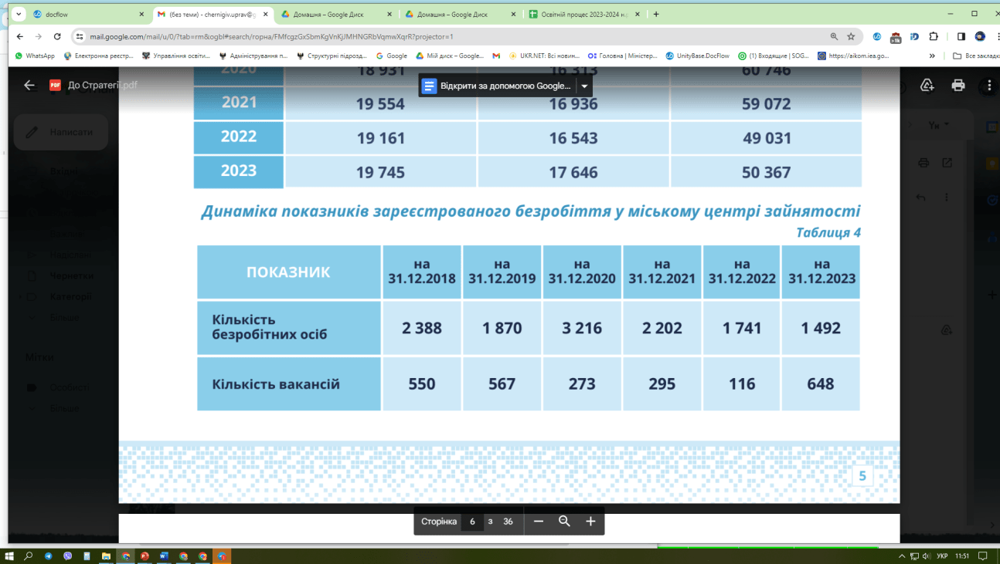 docflow
(без теми) - chernigiv.uprav@g
Домашня – Google Диск
Домашня – Google Диск
Освітній процес 2023-2024 н
mail.google.com/mail/u/0/?tab=rm&ogbl#search/горна/FMfcgzGxSbmKgVnKjJMHNGRbVqmwXqrR?projector=1
WhatsApp
Електронна реєстр...
Управління освіти...
Адміністрування п...
Структурні підрозд...
Google
Мій диск – Google...
UKR.NET: Всі новин...
Головна | Міністер...
UnityBase.DocFlow
(1) Входящие | SOG...
https://aikom.iea.go...
Все закладк
PDF До Стратегії.pdf
Відкрити за допомогою Google...
Написати
Вхідні
Надіслані
Чернетки
Категорії
Більше
Мітки
Особисті
Більше
2020 18 931 16 313 60 746
2021 19 554 16 936 59 072
2022 19 161 16 543 49 031
2023 19 745 17 646 50 367
Динаміка показників зареєстрованого безробіття у міському центрі зайнятості
Таблиця 4
ПОКАЗНИК
на 31.12.2018
на 31.12.2019
на 31.12.2020
на 31.12.2021
на 31.12.2022
на 31.12.2023
Кількість
безробітних осіб
2 388 1 870 3 216 2 202 1 741 1 492
Кількість вакансій 550 567 273 295 116 648
5
Сторінка 6 з 36
УКР 11:51